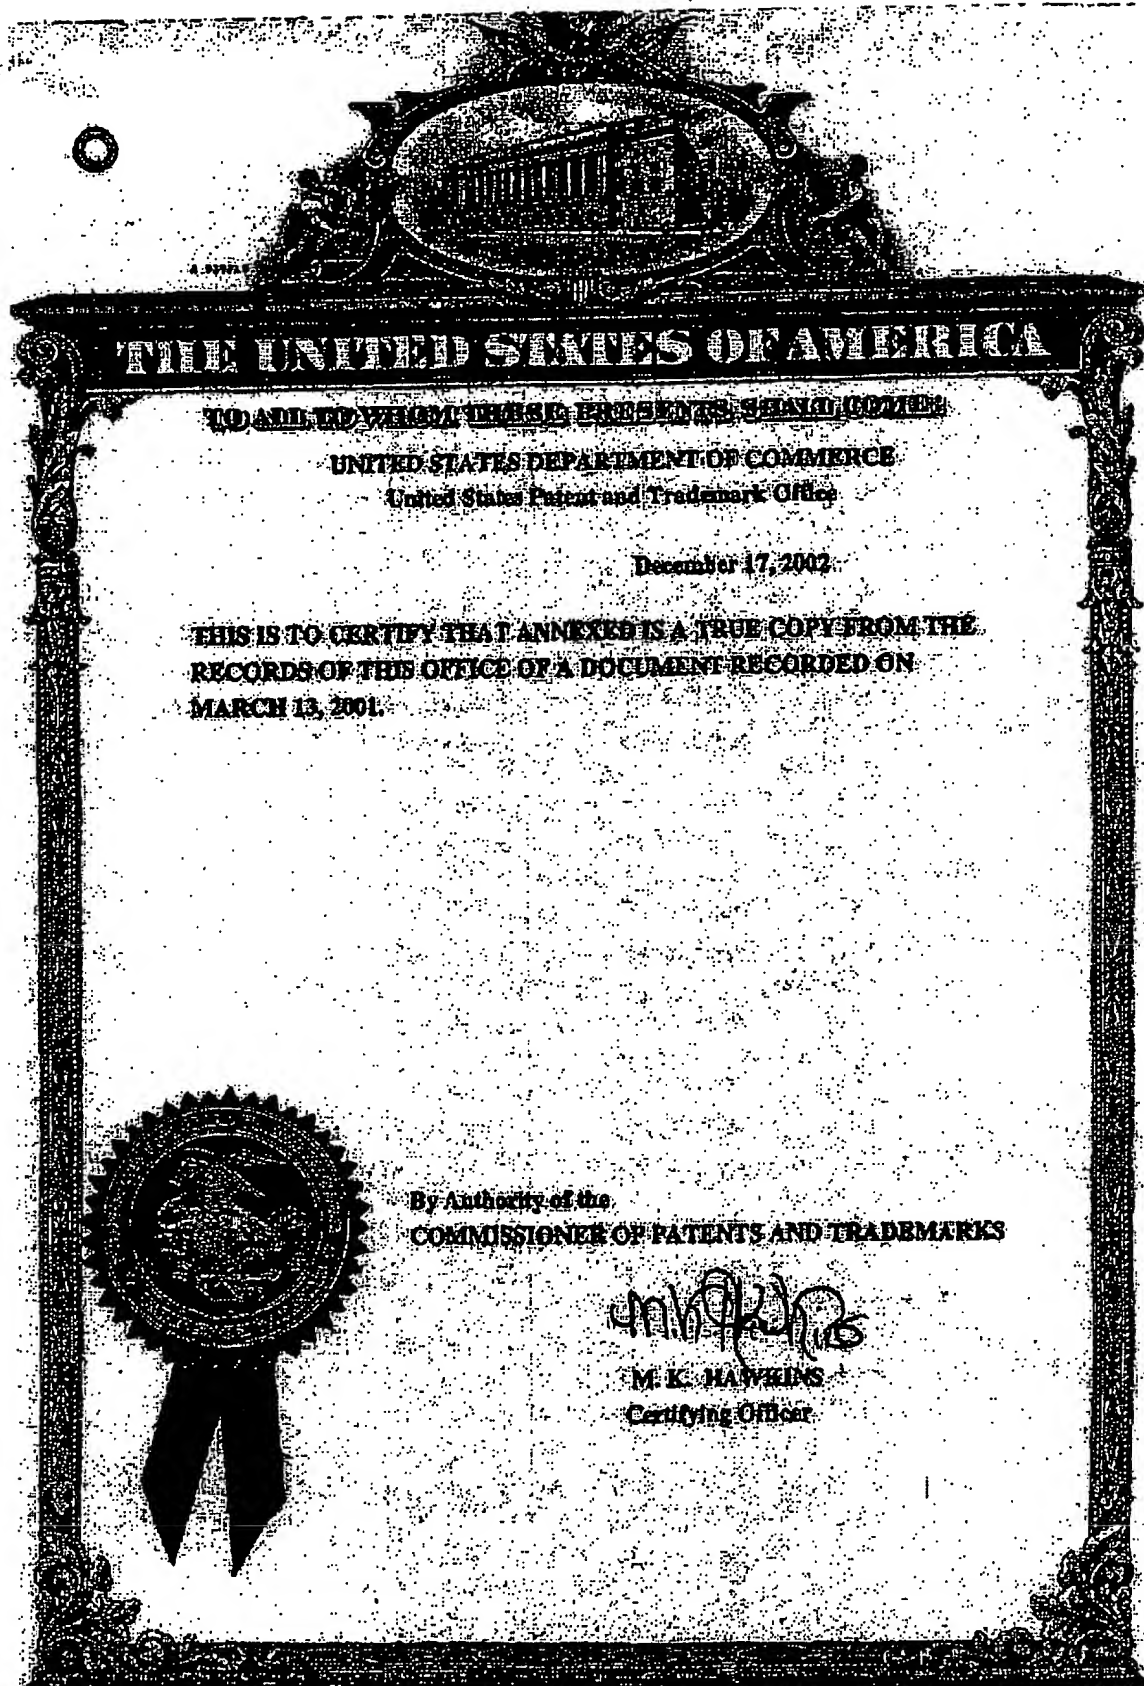 THE UNITED STATES OF AMERICA
TO ALL TO WHOM THESE PRESENTS SHALL COME:
UNITED STATES DEPARTMENT OF COMMERCE
United States Patent and Trademark Office
December 17, 2002
THIS IS TO CERTIFY THAT ANNEXED IS A TRUE COPY FROM THE
RECORDS OF THIS OFFICE OF A DOCUMENT RECORDED ON
MARCH 13, 2001.
By Authority of the
COMMISSIONER OF PATENTS AND TRADEMARKS
M. K. Hawkins
M. K. HAWKINS
Certifying Officer